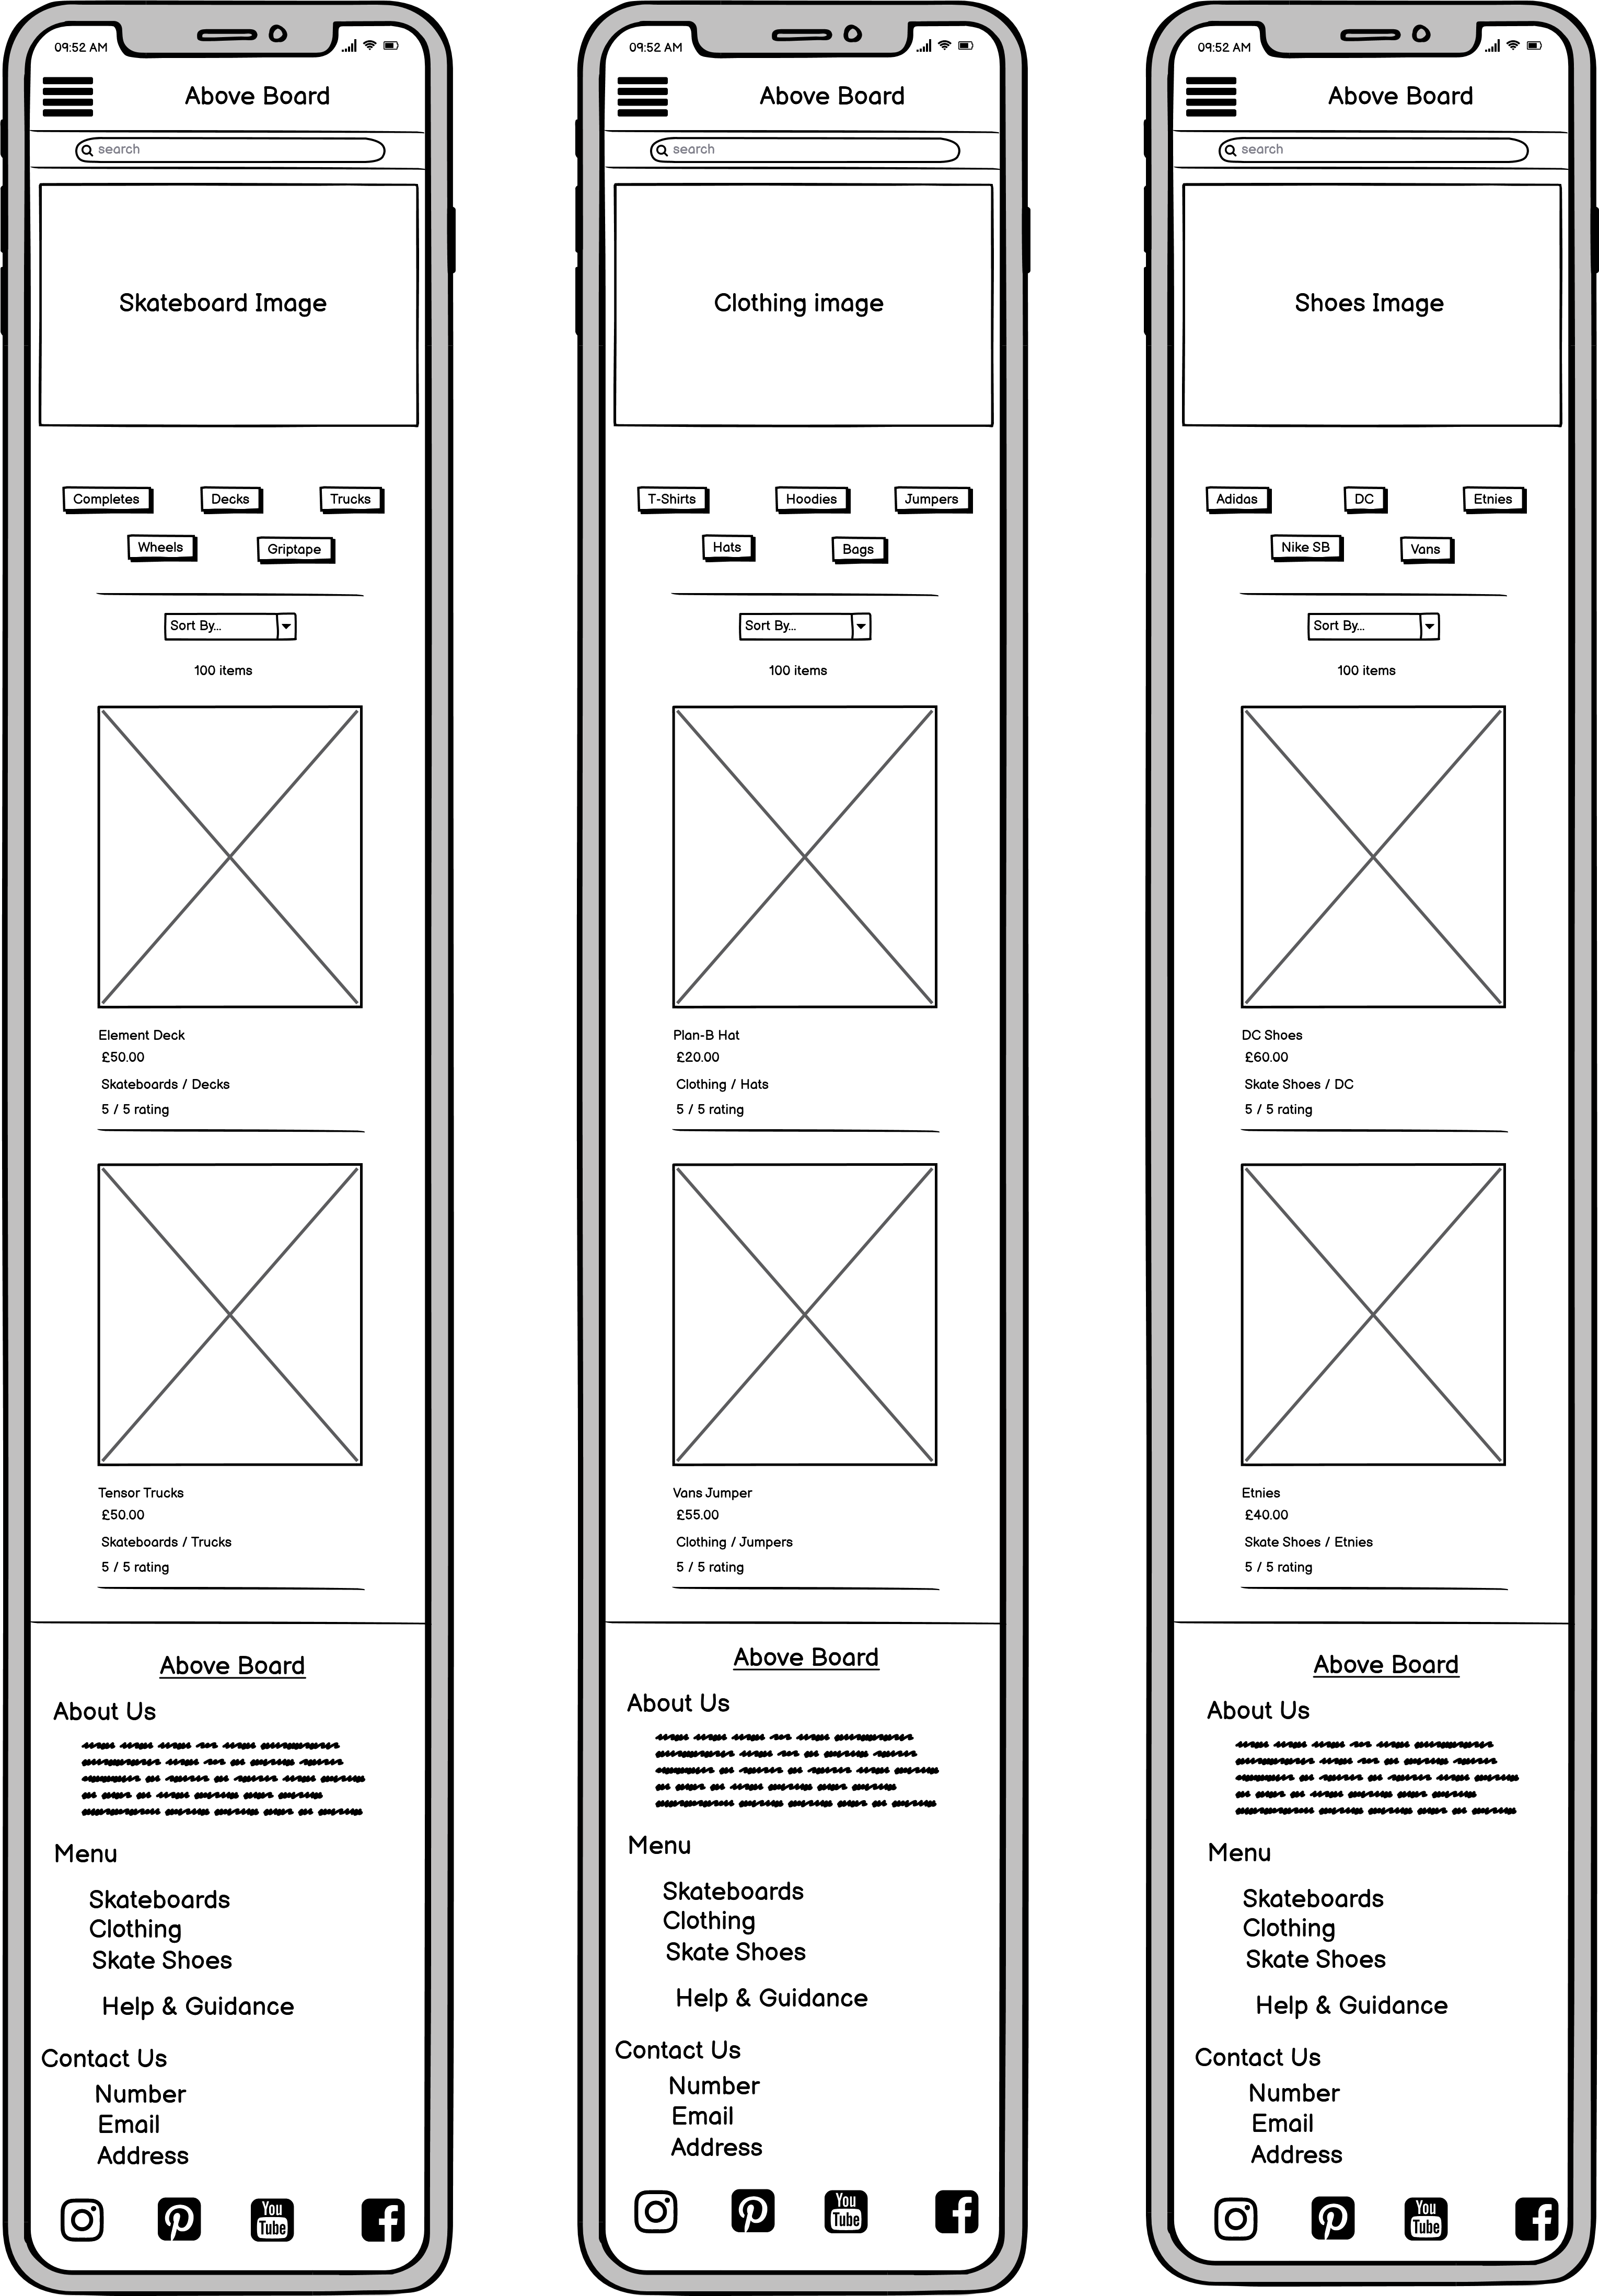 09:52 AM
Above Board
search
Skateboard Image
Completes Decks Trucks
Wheels Griptape
Sort By...
100 items
Element Deck
£50.00
Skateboards / Decks
5 / 5 rating
Tensor Trucks
£50.00
Skateboards / Trucks
5 / 5 rating
Above Board
About Us
Menu
Skateboards
Clothing
Skate Shoes
Help & Guidance
Contact Us
Number
Email
Address
You
Tube
09:52 AM
Above Board
search
Clothing image
T-Shirts Hoodies Jumpers
Hats Bags
Sort By...
100 items
Plan-B Hat
£20.00
Clothing / Hats
5 / 5 rating
Vans Jumper
£55.00
Clothing / Jumpers
5 / 5 rating
Above Board
About Us
Menu
Skateboards
Clothing
Skate Shoes
Help & Guidance
Contact Us
Number
Email
Address
You
Tube
09:52 AM
Above Board
search
Shoes Image
Adidas DC Etnies
Nike SB Vans
Sort By...
100 items
DC Shoes
£60.00
Skate Shoes / DC
5 / 5 rating
Etnies
£40.00
Skate Shoes / Etnies
5 / 5 rating
Above Board
About Us
Menu
Skateboards
Clothing
Skate Shoes
Help & Guidance
Contact Us
Number
Email
Address
You
Tube